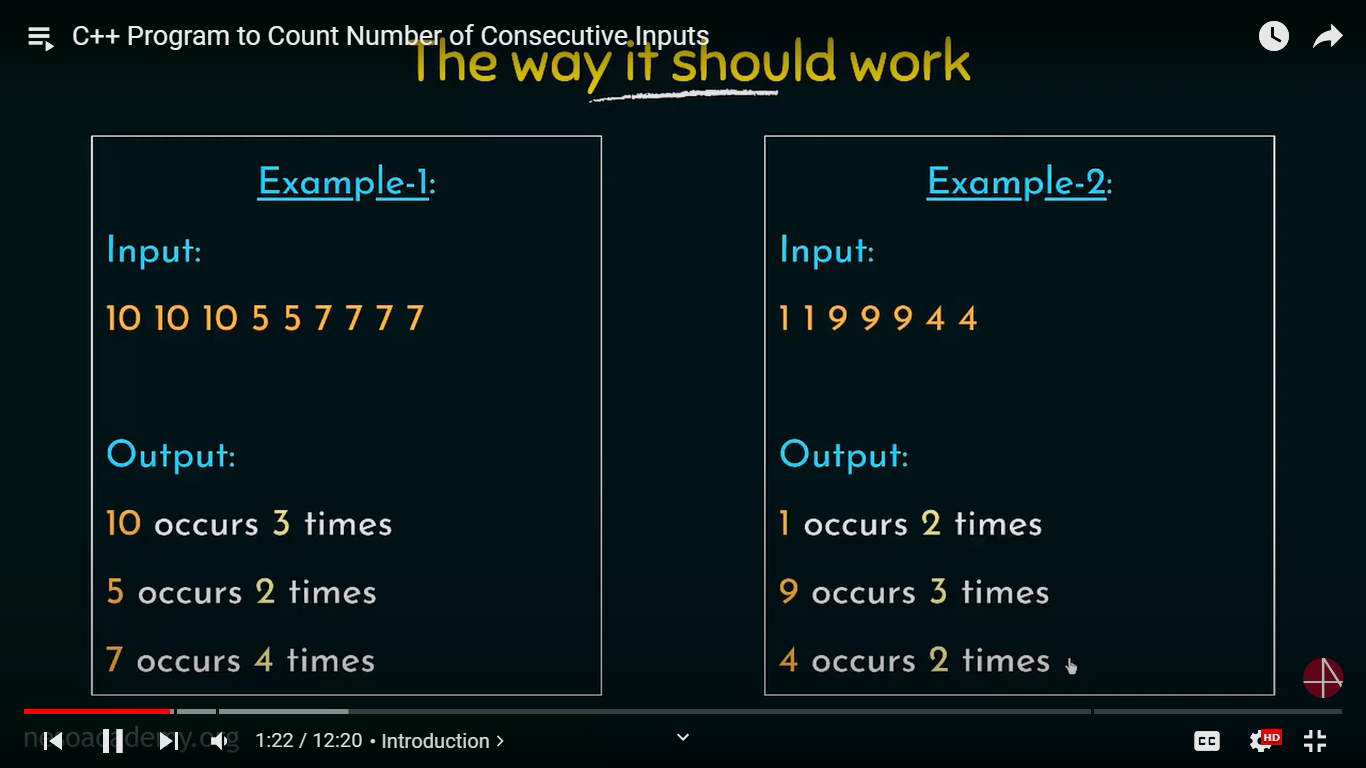 C++ Program to Count Number of Consecutive Inputs
The way it should work
Example-1:
Input:
10 10 10 5 5 7 7 7 7
Output:
10 occurs 3 times
5 occurs 2 times
7 occurs 4 times
Example-2:
Input:
1 1 9 9 9 4 4
Output:
1 occurs 2 times
9 occurs 3 times
4 occurs 2 times
nesoacademy.org
1:22 / 12:20 • Introduction
CC
HD